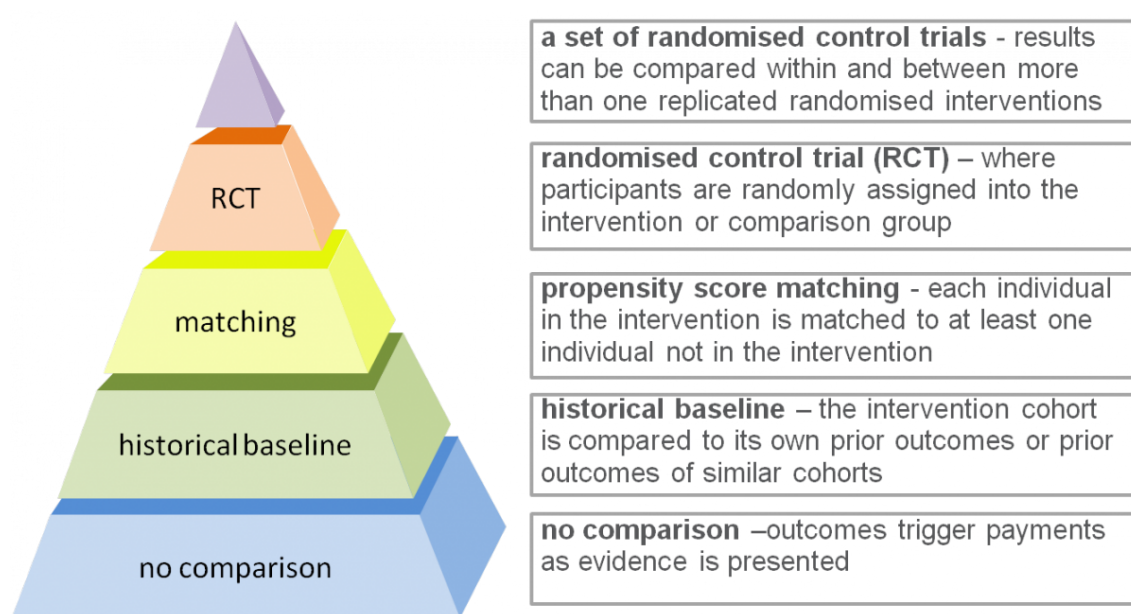 a set of randomised control trials - results
can be compared within and between more
than one replicated randomised interventions
RCT
randomised control trial (RCT) – where
participants are randomly assigned into the
intervention or comparison group
matching
propensity score matching - each individual
in the intervention is matched to at least one
individual not in the intervention
historical baseline
historical baseline – the intervention cohort
is compared to its own prior outcomes or prior
outcomes of similar cohorts
no comparison
no comparison –outcomes trigger payments
as evidence is presented